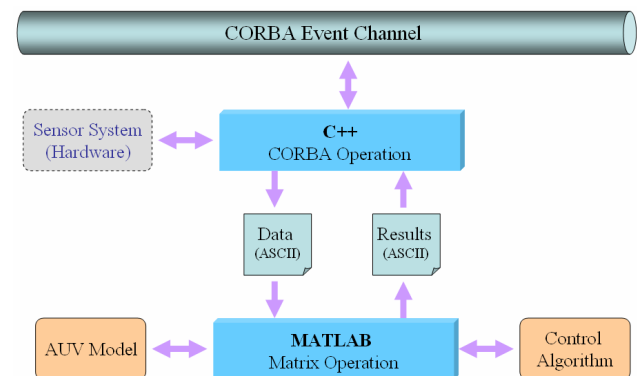 CORBA Event Channel
C++
CORBA Operation
Sensor System
(Hardware)
Data
(ASCII)
Results
(ASCII)
AUV Model
MATLAB
Matrix Operation
Control
Algorithm